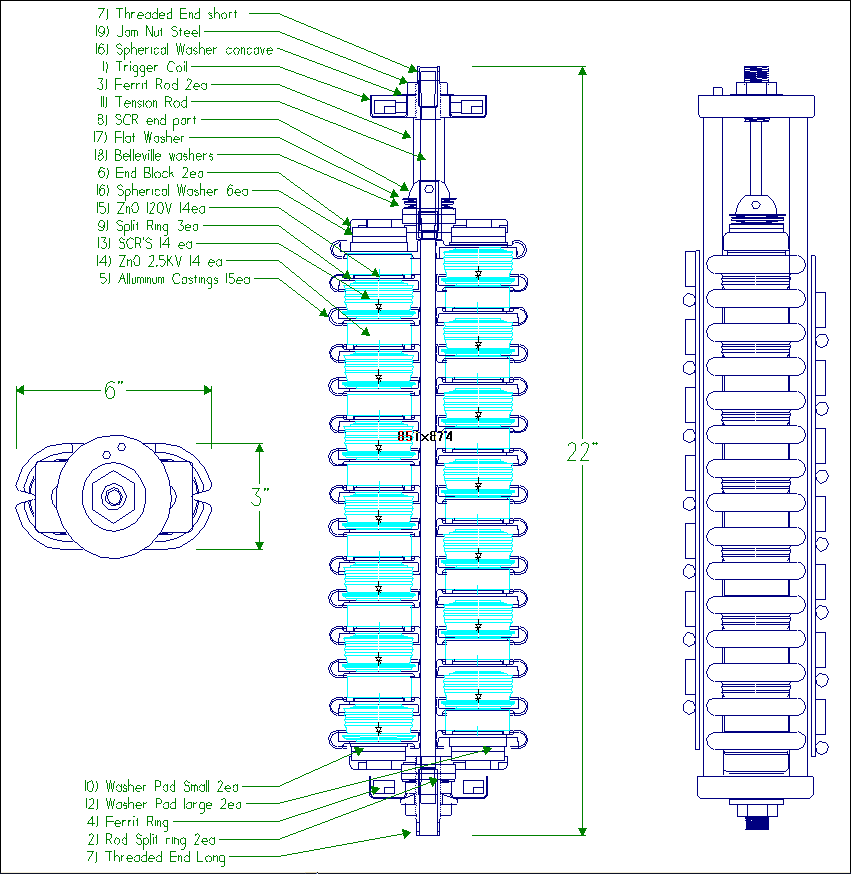 7) Threaded End short
19) Jam Nut Steel
16) Spherical Washer concave
1) Trigger Coil
3) Ferrit Rod 2ea
11) Tension Rod
8) SCR end part
17) Flat Washer
18) Belleville washers
6) End Block 2ea
16) Spherical Washer 6ea
15) ZnO 120V 14ea
9) Split Ring 3ea
13) SCR'S 14 ea
14) ZnO 2.5KV 14 ea
5) Alluminum Castings 15ea
6"
851x874
22"
3"
10) Washer Pad Small 2ea
12) Washer Pad large 2ea
4) Ferrit Ring
2) Rod Split ring 2ea
7) Threaded End Long